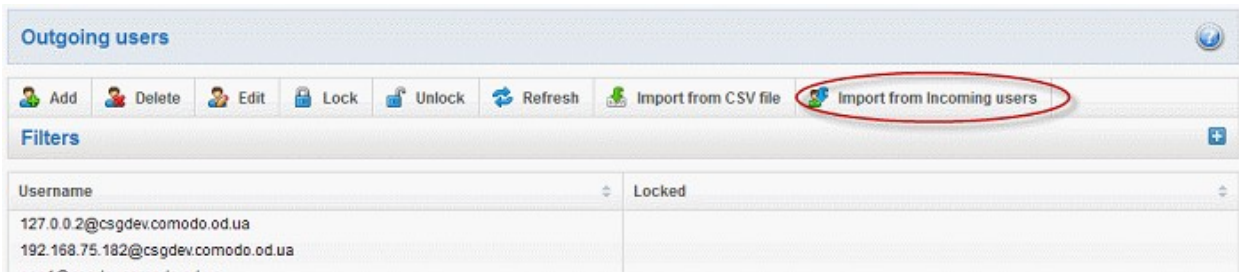 Outgoing users
Add Delete Edit Lock Unlock Refresh Import from CSV file Import from Incoming users
Filters
Username Locked
127.0.0.2@csgdev.comodo.od.ua
192.168.75.182@csgdev.comodo.od.ua